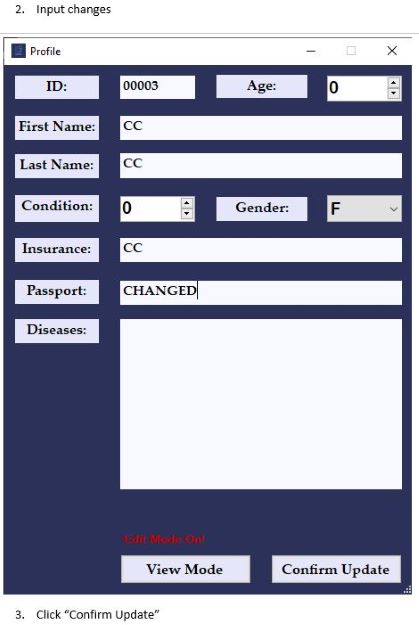 2. Input changes
Profile
ID: 00003 Age: 0
First Name: CC
Last Name: CC
Condition: 0 Gender: F
Insurance: CC
Passport: CHANGED
Diseases:
Edit Mode On!
View Mode Confirm Update
3. Click “Confirm Update”